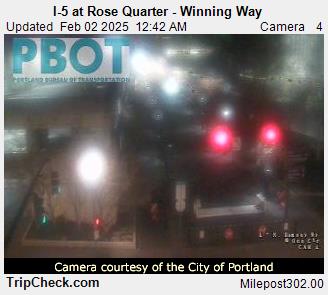 I-5 at Rose Quarter - Winning Way
Updated Feb 02 2025 12:42 AM Camera 4
PBOT
PORTLAND BUREAU OF TRANSPORTATION
Camera courtesy of the City of Portland
TripCheck.com Milepost302.00